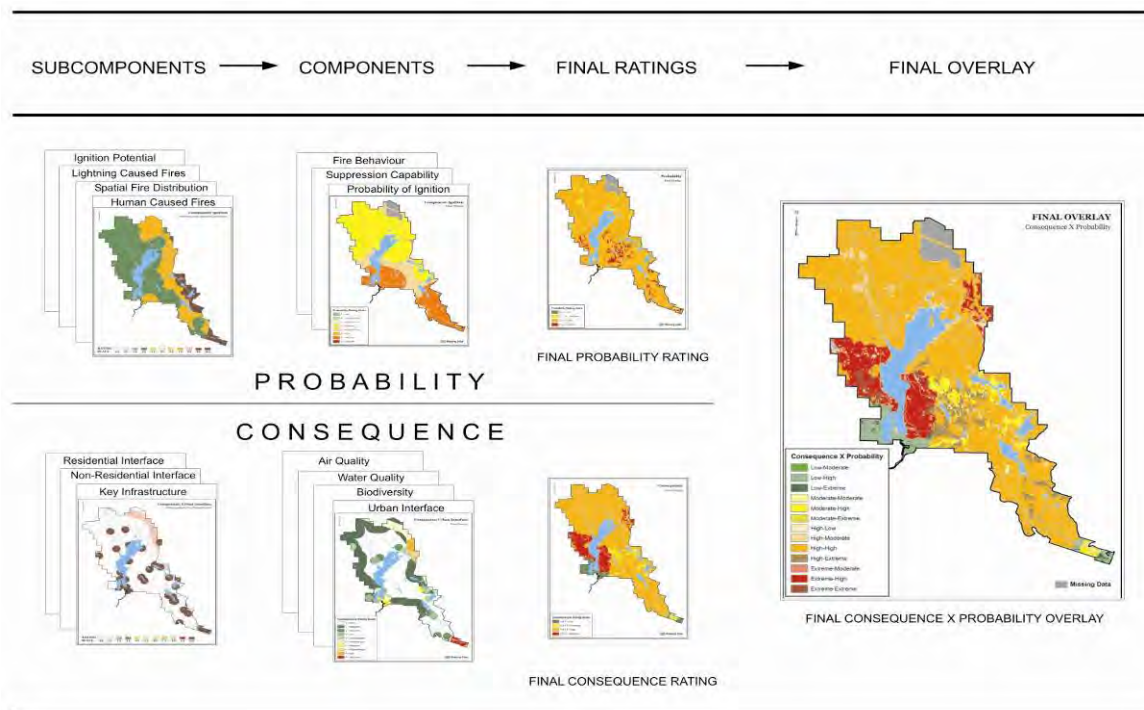 SUBCOMPONENTS
COMPONENTS
FINAL RATINGS
FINAL OVERLAY
Ignition Potential
Lightning Caused Fires
Spatial Fire Distribution
Human Caused Fires
Fire Behaviour
Suppression Capability
Probability of Ignition
Probability
FINAL PROBABILITY RATING
PROBABILITY
CONSEQUENCE
Residential Interface
Non-Residential Interface
Key Infrastructure
Air Quality
Water Quality
Biodiversity
Urban Interface
FINAL CONSEQUENCE RATING
FINAL OVERLAY
Consequence X Probability
Consequence X Probability
Low-Moderate
Low-High
Low-Extreme
Moderate-Moderate
Moderate-High
Moderate-Extreme
High-Low
High-Moderate
High-High
High-Extreme
Extreme-Moderate
Extreme-High
Extreme-Extreme
Missing Data
FINAL CONSEQUENCE X PROBABILITY OVERLAY